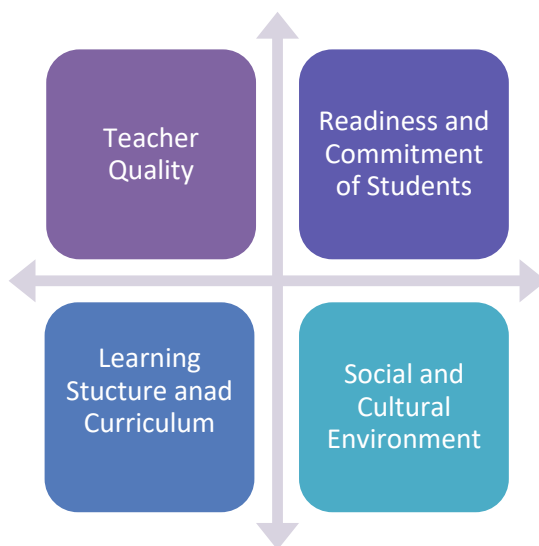 Teacher
Quality
Readiness and
Commitment
of Students
Learning
Stucture anad
Curriculum
Social and
Cultural
Environment